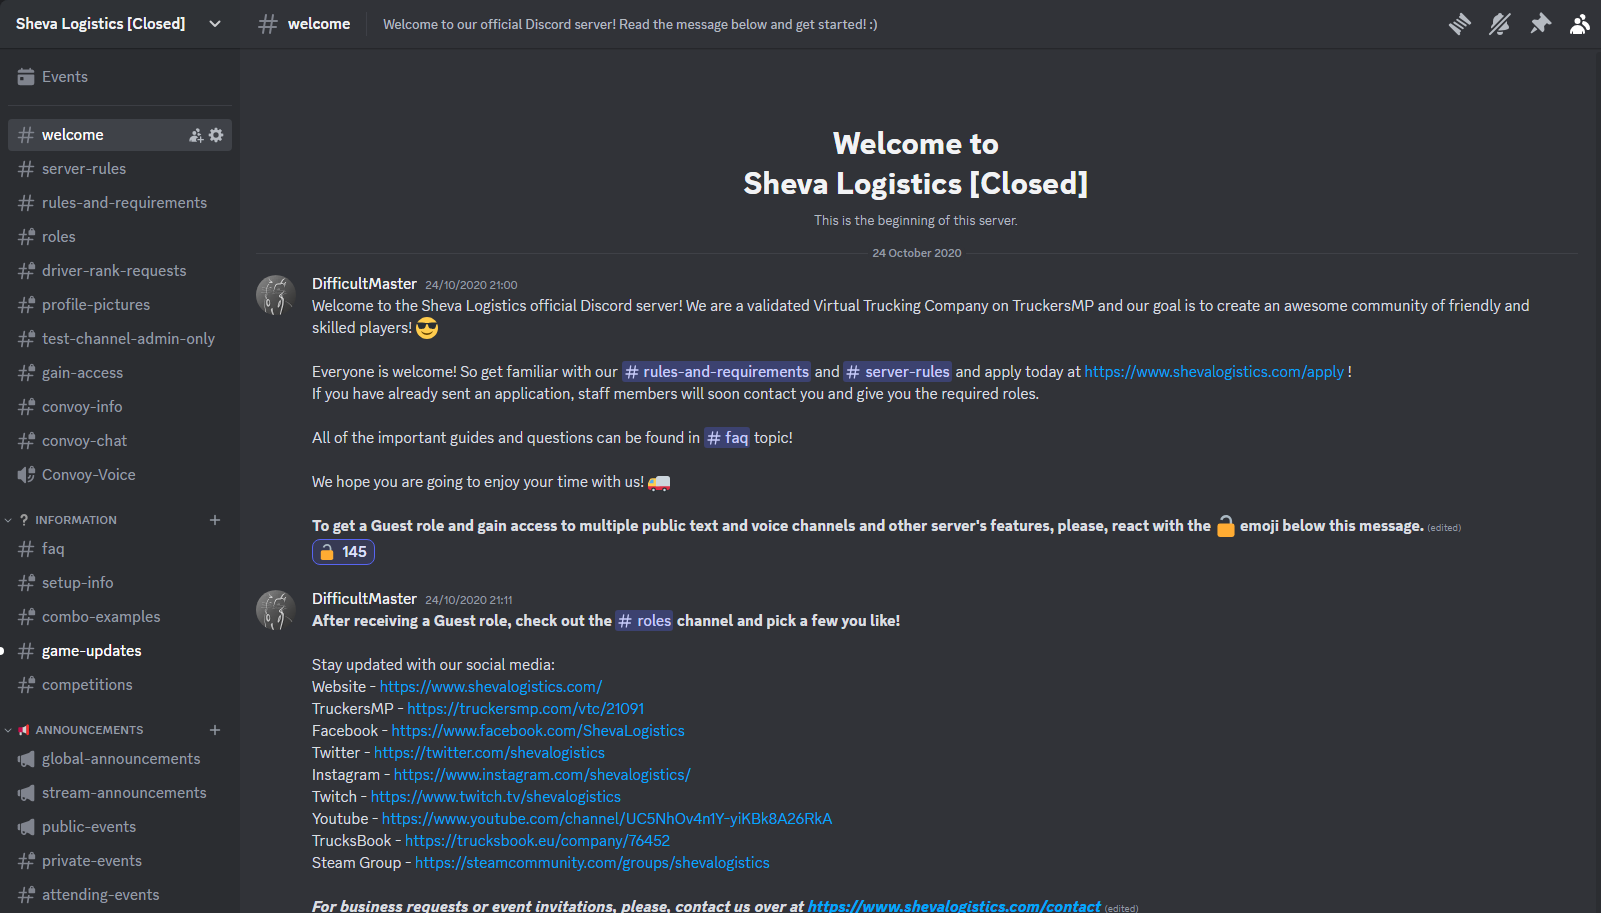 Sheva Logistics [Closed]
welcome
Welcome to our official Discord server! Read the message below and get started! :)
Events
welcome
server-rules
rules-and-requirements
roles
driver-rank-requests
profile-pictures
test-channel-admin-only
gain-access
convoy-info
convoy-chat
Convoy-Voice
? INFORMATION
faq
setup-info
combo-examples
game-updates
competitions
ANNOUNCEMENTS
global-announcements
stream-announcements
public-events
private-events
attending-events
Welcome to
Sheva Logistics [Closed]
This is the beginning of this server.
24 October 2020
DifficultMaster 24/10/2020 21:00
Welcome to the Sheva Logistics official Discord server! We are a validated Virtual Trucking Company on TruckersMP and our goal is to create an awesome community of friendly and
skilled players! 😎
Everyone is welcome! So get familiar with our # rules-and-requirements and # server-rules and apply today at https://www.shevalogistics.com/apply !
If you have already sent an application, staff members will soon contact you and give you the required roles.
All of the important guides and questions can be found in # faq topic!
We hope you are going to enjoy your time with us! 🚚
To get a Guest role and gain access to multiple public text and voice channels and other server's features, please, react with the 🔓 emoji below this message. (edited)
🔓 145
DifficultMaster 24/10/2020 21:11
After receiving a Guest role, check out the # roles channel and pick a few you like!
Stay updated with our social media:
Website - https://www.shevalogistics.com/
TruckersMP - https://truckersmp.com/vtc/21091
Facebook - https://www.facebook.com/ShevaLogistics
Twitter - https://twitter.com/shevalogistics
Instagram - https://www.instagram.com/shevalogistics/
Twitch - https://www.twitch.tv/shevalogistics
Youtube - https://www.youtube.com/channel/UC5NhOv4n1Y-yiKBk8A26RkA
TrucksBook - https://trucksbook.eu/company/76452
Steam Group - https://steamcommunity.com/groups/shevalogistics
For business requests or event invitations, please, contact us over at https://www.shevalogistics.com/contact (edited)